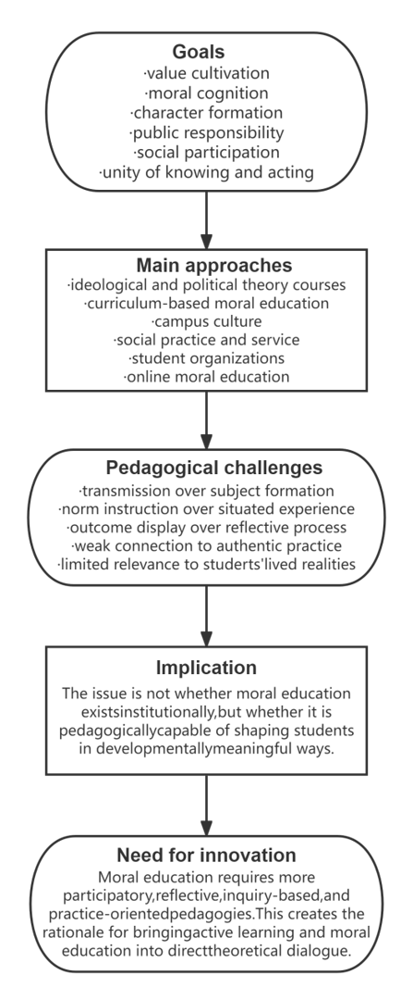 Goals
·value cultivation
·moral cognition
·character formation
·public responsibility
·social participation
·unity of knowing and acting
Main approaches
·ideological and political theory courses
·curriculum-based moral education
·campus culture
·social practice and service
·student organizations
·online moral education
Pedagogical challenges
·transmission over subject formation
·norm instruction over situated experience
·outcome display over reflective process
·weak connection to authentic practice
·limited relevance to students'lived realities
Implication
The issue is not whether moral education
existsinstitutionally,but whether it is
pedagogicallycapable of shaping students
in developmentallymeaningful ways.
Need for innovation
Moral education requires more
participatory,reflective,inquiry-based,and
practice-orientedpedagogies.This creates the
rationale for bringingactive learning and moral
education into directtheoretical dialogue.